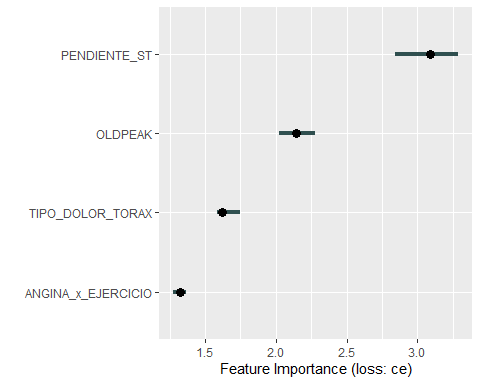 PENDIENTE_ST
OLDPEAK
TIPO_DOLOR_TORAX
ANGINA_x_EJERCICIO
1.5 2.0 2.5 3.0
Feature Importance (loss: ce)